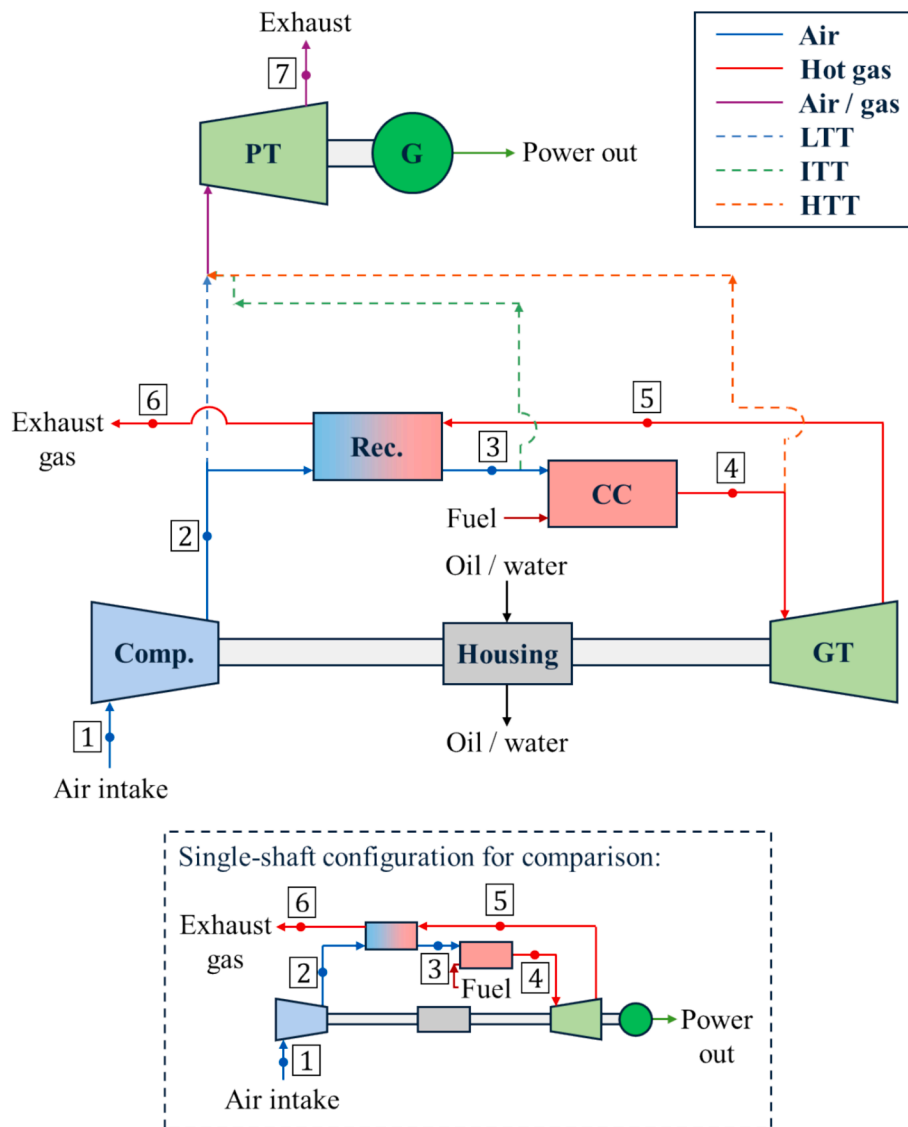 Exhaust
7
PT
G
Power out
Air
Hot gas
Air / gas
LTT
ITT
HTT
6
5
Exhaust
gas
Rec.
3
4
CC
Fuel
2
Oil / water
Comp.
Housing
GT
1
Oil / water
Air intake
Single-shaft configuration for comparison:
6
5
Exhaust
gas
2
3
4
Fuel
Power
out
1
Air intake